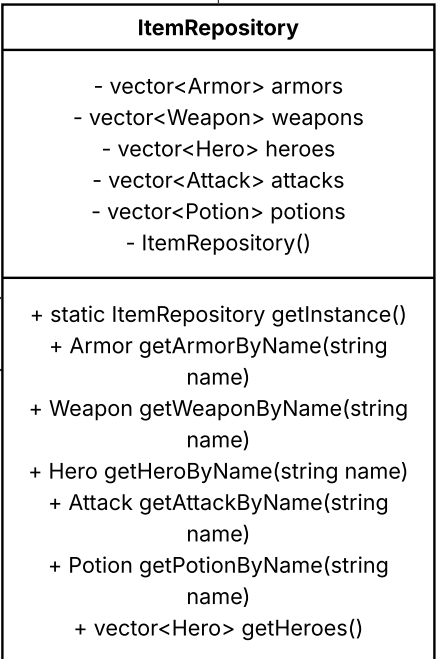 ItemRepository
- vector<Armor> armors
- vector<Weapon> weapons
- vector<Hero> heroes
- vector<Attack> attacks
- vector<Potion> potions
- ItemRepository()
+ static ItemRepository getInstance()
+ Armor getArmorByName(string
name)
+ Weapon getWeaponByName(string
name)
+ Hero getHeroByName(string name)
+ Attack getAttackByName(string
name)
+ Potion getPotionByName(string
name)
+ vector<Hero> getHeroes()